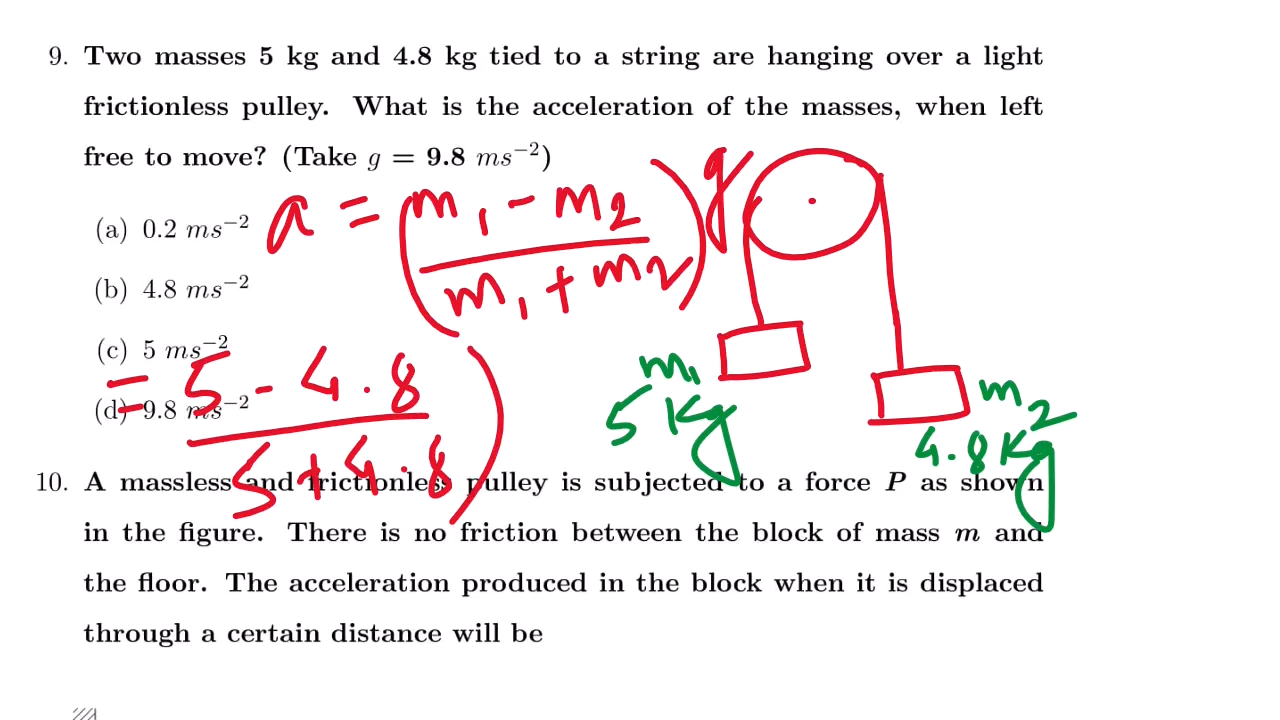 9. Two masses 5 kg and 4.8 kg tied to a string are hanging over a light
frictionless pulley. What is the acceleration of the masses, when left
free to move? (Take g = 9.8 ms⁻²)
(a) 0.2 ms⁻²
a = (m₁ - m₂ / m₁ + m₂) g
(b) 4.8 ms⁻²
(c) 5 ms⁻²
(d) 9.8 ms⁻²
= 5 - 4.8 / 5 + 4.8 )
m₁
5 Kg
m₂
4.8 Kg
10. A massless and frictionless pulley is subjected to a force P as shown
in the figure. There is no friction between the block of mass m and
the floor. The acceleration produced in the block when it is displaced
through a certain distance will be